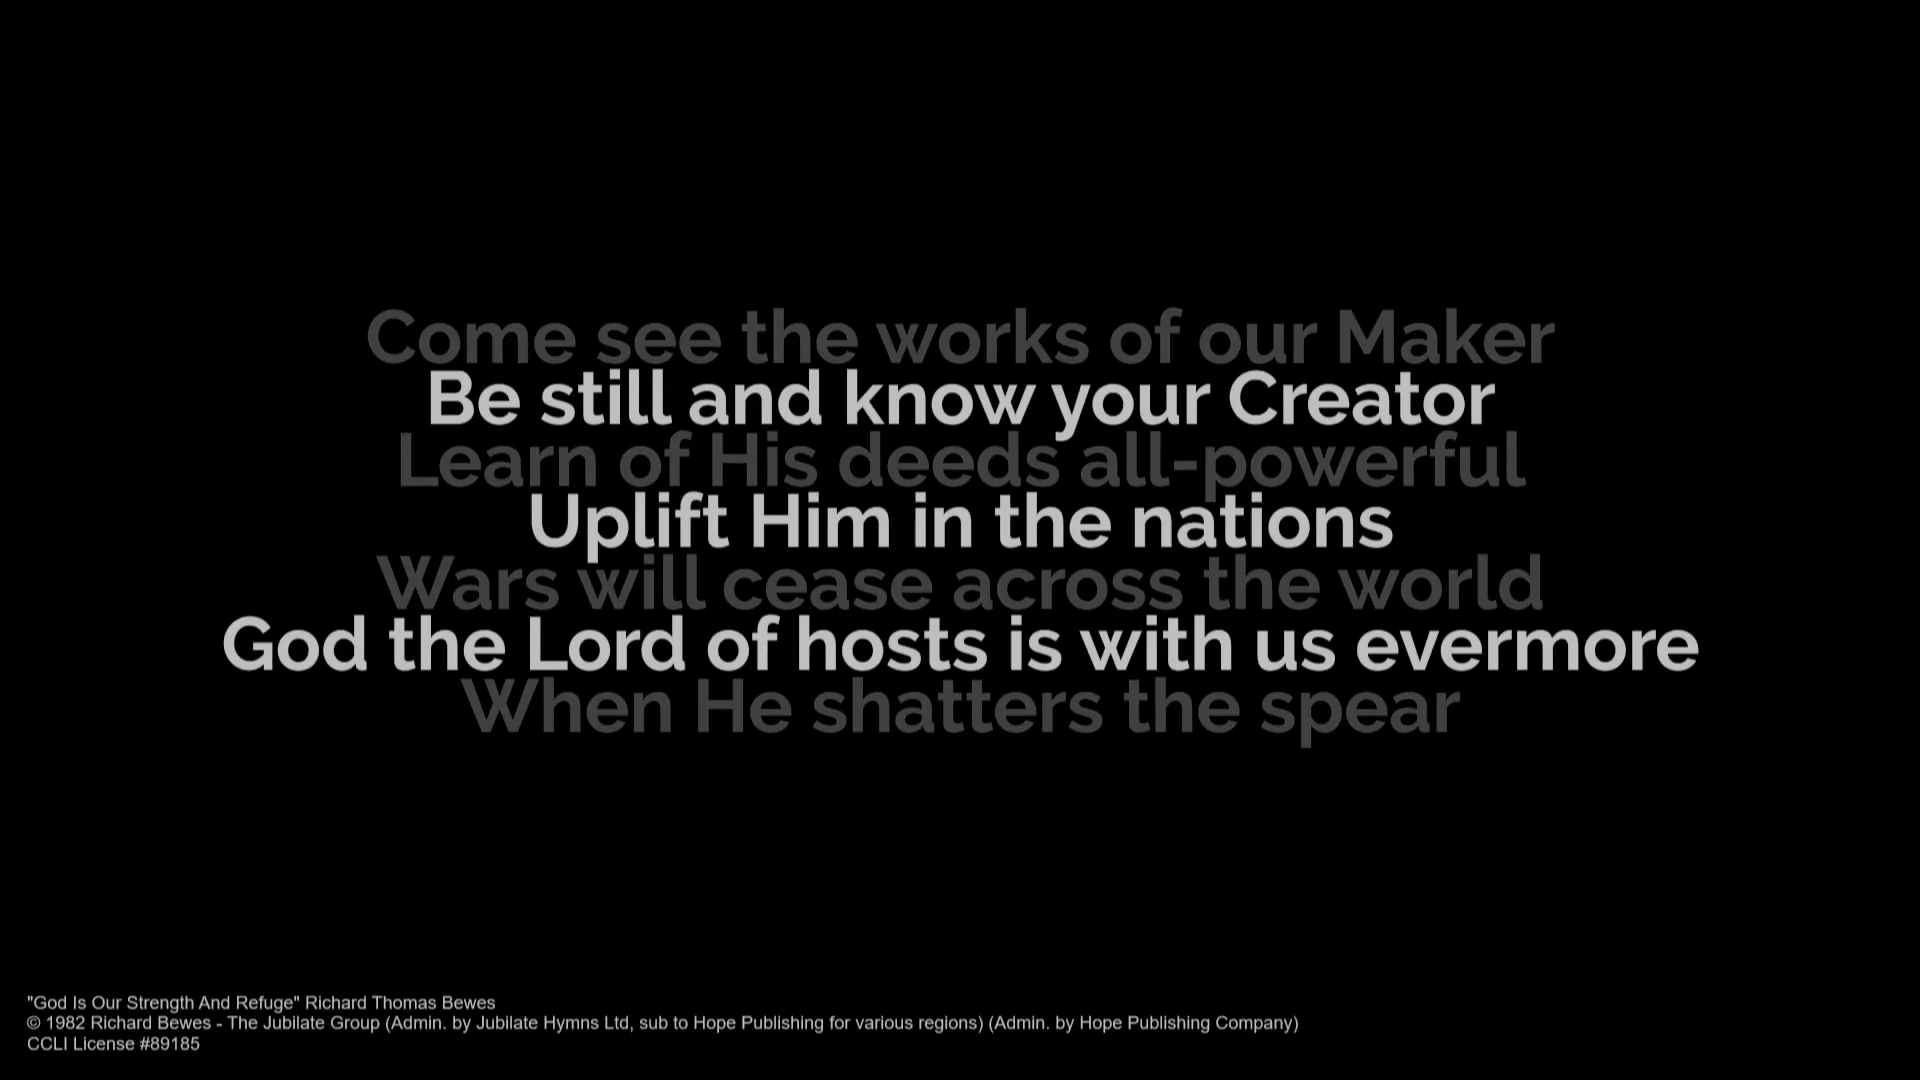 Come see the works of our Maker
Be still and know your Creator
Learn of His deeds all-powerful
Uplift Him in the nations
Wars will cease across the world
God the Lord of hosts is with us evermore
When He shatters the spear
"God Is Our Strength And Refuge" Richard Thomas Bewes
© 1982 Richard Bewes - The Jubilate Group (Admin. by Jubilate Hymns Ltd, sub to Hope Publishing for various regions) (Admin. by Hope Publishing Company)
CCLI License #89185